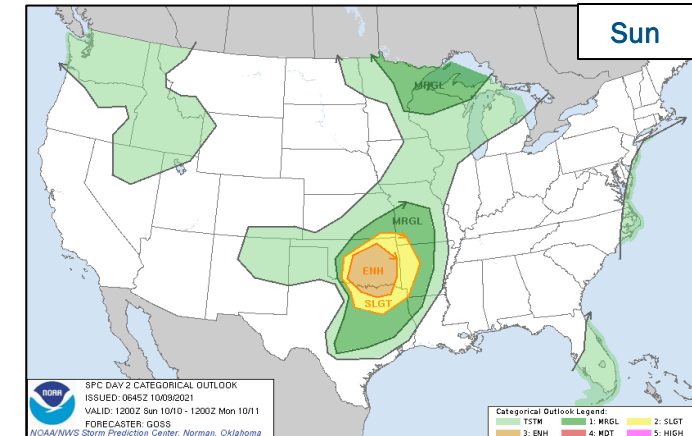 Sun
MRGL
MRGL
ENH
SLGT
NOAA
SPC DAY 2 CATEGORICAL OUTLOOK
ISSUED: 0645Z 10/09/2021
VALID: 1200Z Sun 10/10 - 1200Z Mon 10/11
FORECASTER: GOSS
NOAA/NWS Storm Prediction Center, Norman, Oklahoma
Categorical Outlook Legend:
TSTM 1: MRGL 2: SLGT
3: ENH 4: MDT 5: HIGH